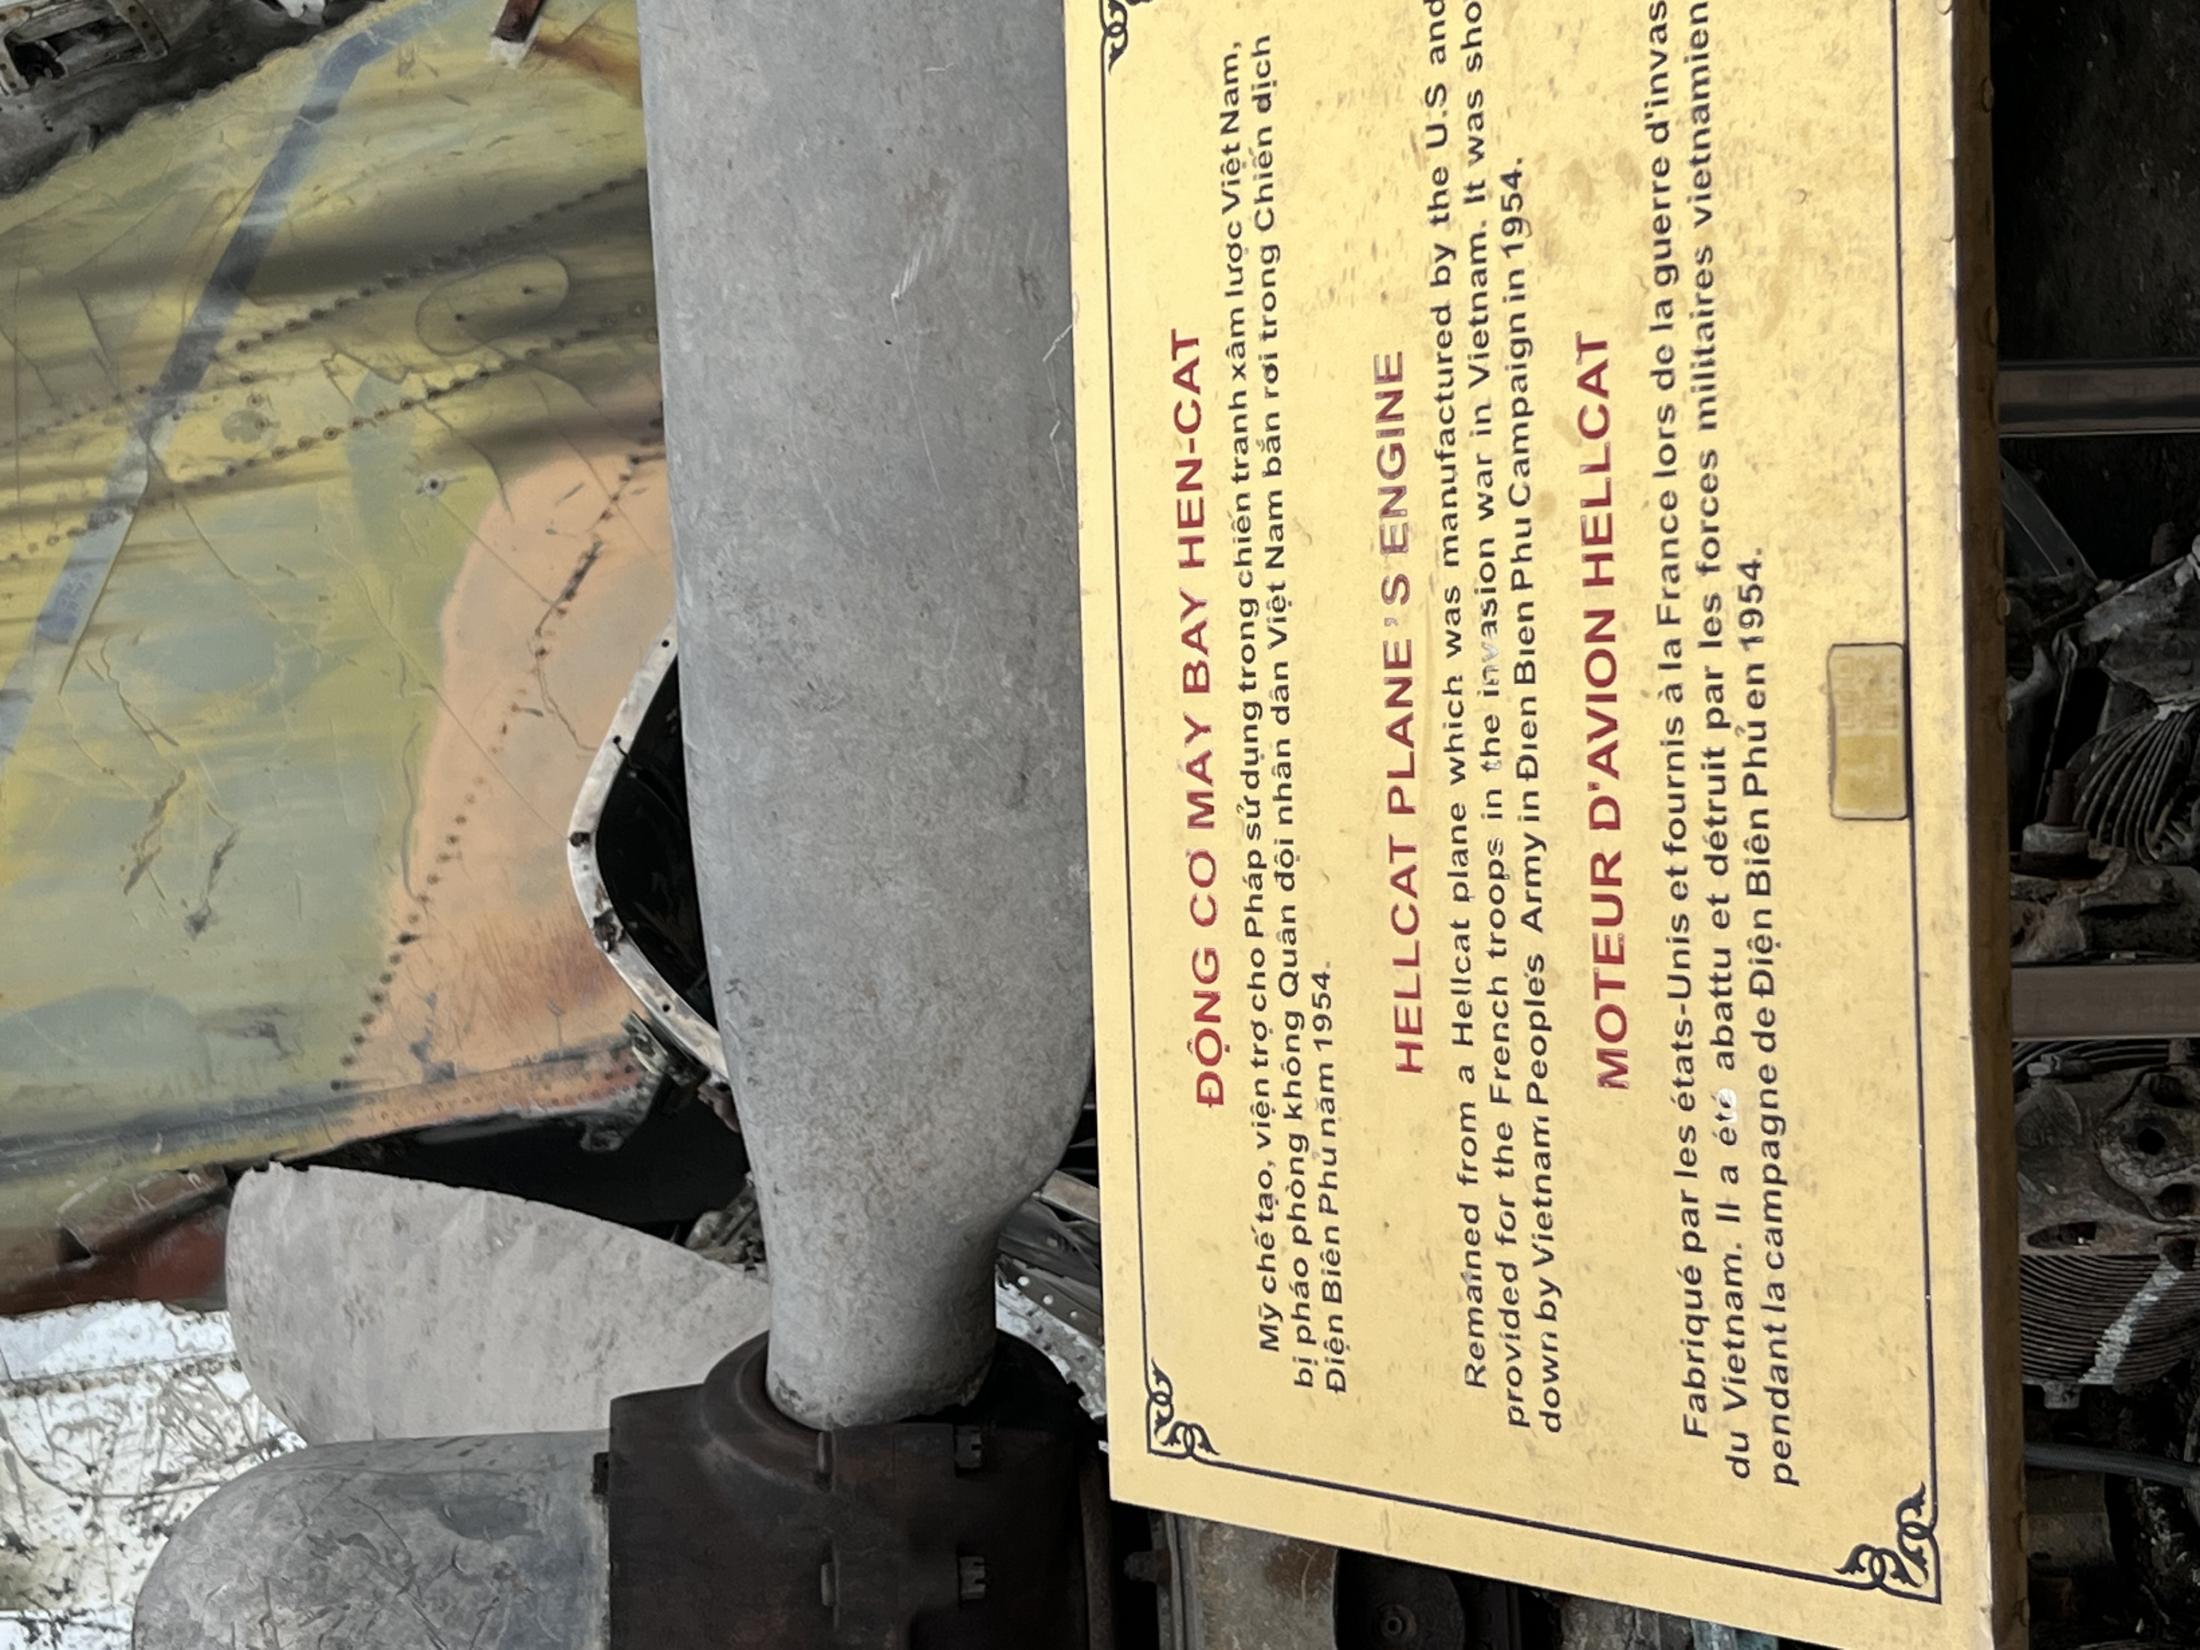 ĐỘNG CƠ MÁY BAY HEN-CAT
Mỹ chế tạo, viện trợ cho Pháp sử dụng trong chiến tranh xâm lược Việt Nam,
bị pháo phòng không Quân đội nhân dân Việt Nam bắn rơi trong Chiến dịch
Điện Biên Phủ năm 1954.
HELLCAT PLANE'S ENGINE
Remained from a Hellcat plane which was manufactured by the U.S and
provided for the French troops in the invasion war in Vietnam. It was sho
down by Vietnam People's Army in Đien Bien Phu Campaign in 1954.
MOTEUR D'AVION HELLCAT
Fabriqué par les états-Unis et fournis à la France lors de la guerre d'invas
du Vietnam. Il a été abattu et détruit par les forces militaires vietnamien
pendant la campagne de Điện Biên Phủ en 1954.